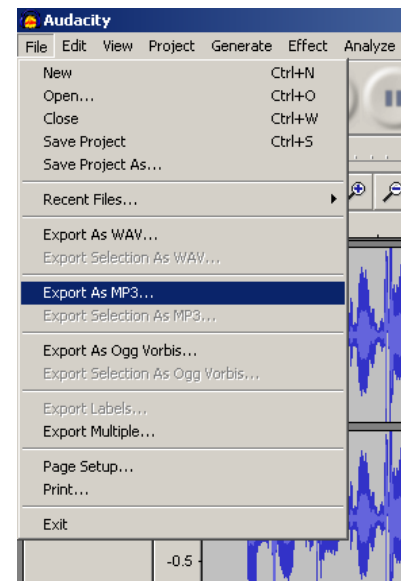 Audacity
File Edit View Project Generate Effect Analyze
New Ctrl+N
Open... Ctrl+O
Close Ctrl+W
Save Project Ctrl+S
Save Project As...
Recent Files...
Export As WAV...
Export Selection As WAV...
Export As MP3...
Export Selection As MP3...
Export As Ogg Vorbis...
Export Selection As Ogg Vorbis...
Export Labels...
Export Multiple...
Page Setup...
Print...
Exit
-0.5